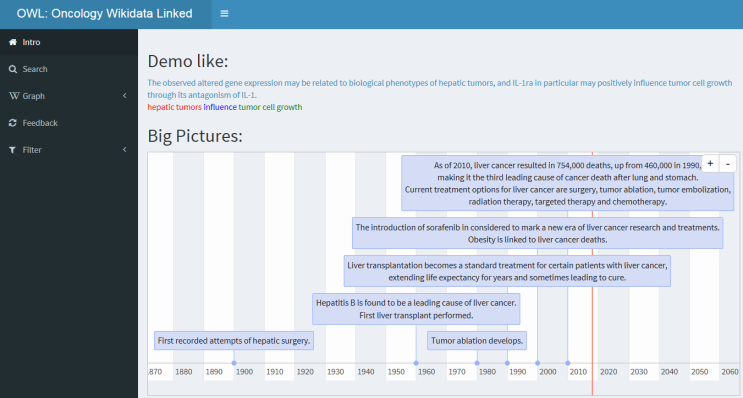 OWL: Oncology Wikidata Linked
Intro
Search
Graph
Feedback
Filter
Demo like:
The observed altered gene expression may be related to biological phenotypes of hepatic tumors, and IL-1ra in particular may positively influence tumor cell growth
through its antagonism of IL-1.
hepatic tumors influence tumor cell growth
Big Pictures:
As of 2010, liver cancer resulted in 754,000 deaths, up from 460,000 in 1990,
making it the third leading cause of cancer death after lung and stomach.
Current treatment options for liver cancer are surgery, tumor ablation, tumor embolization,
radiation therapy, targeted therapy and chemotherapy.
+ -
The introduction of sorafenib in considered to mark a new era of liver cancer research and treatments.
Obesity is linked to liver cancer deaths.
Liver transplantation becomes a standard treatment for certain patients with liver cancer,
extending life expectancy for years and sometimes leading to cure.
Hepatitis B is found to be a leading cause of liver cancer.
First liver transplant performed.
First recorded attempts of hepatic surgery.
Tumor ablation develops.
870 1880 1890 1900 1910 1920 1930 1940 1950 1960 1970 1980 1990 2000 2010 2020 2030 2040 2050 2060